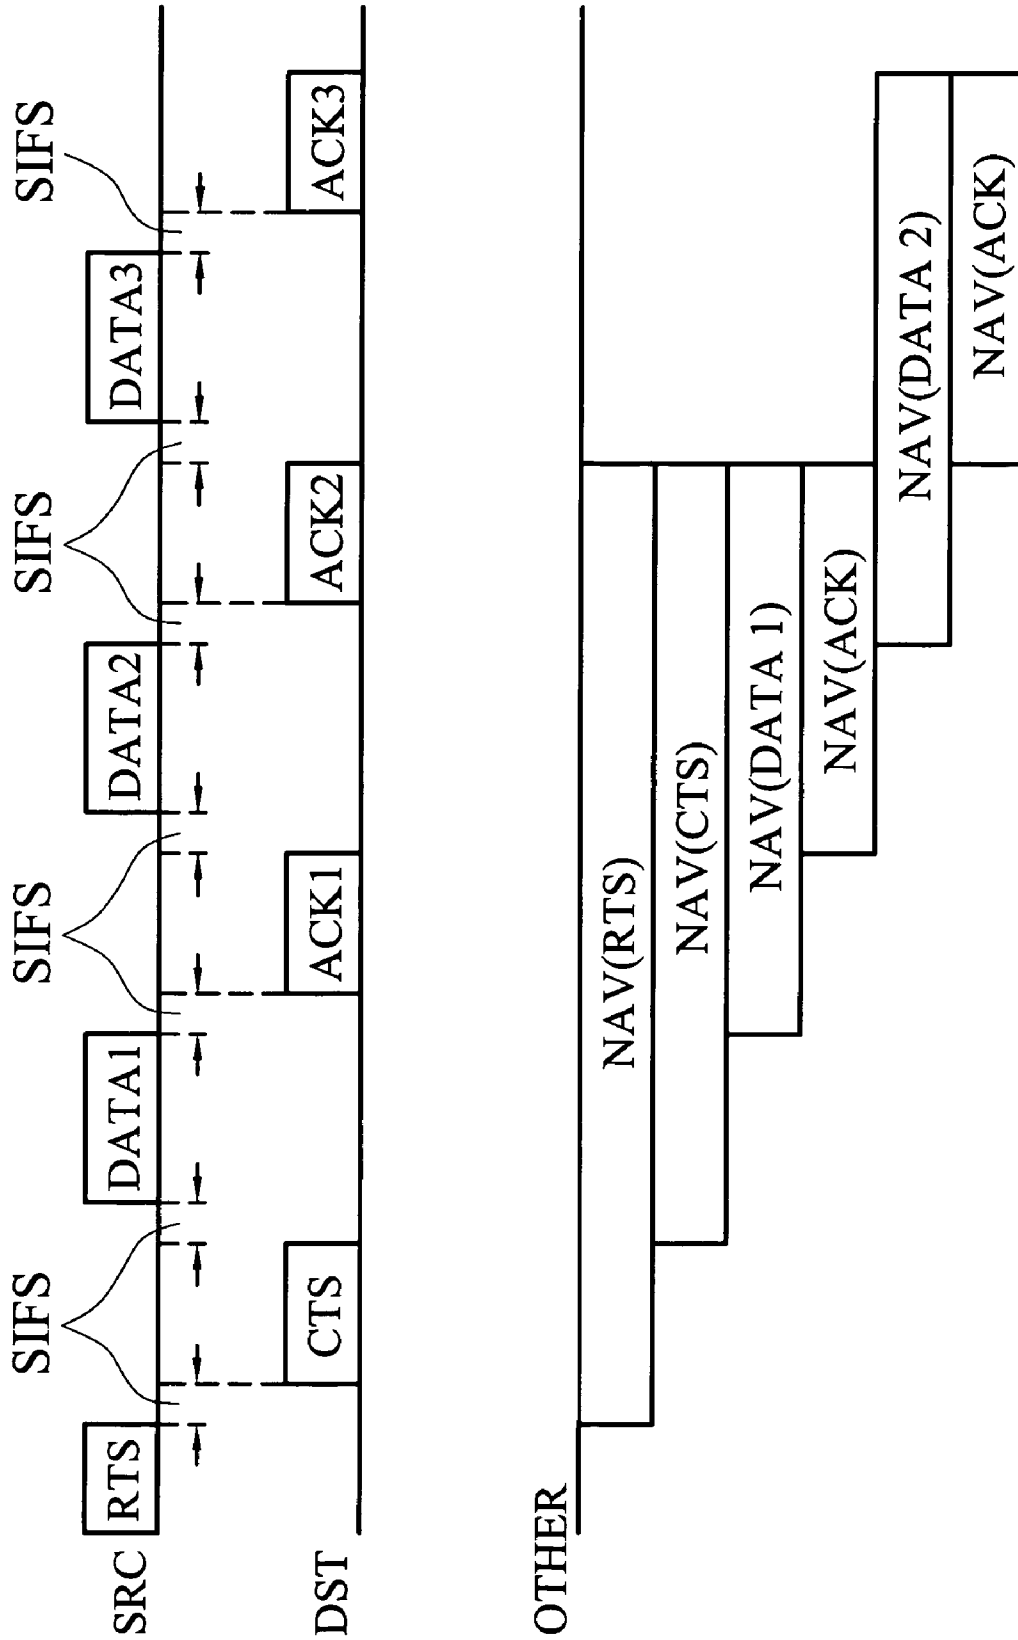 SIFS
SIFS
SIFS
SIFS
SRC
RTS
DATA1
DATA2
DATA3
DST
CTS
ACK1
ACK2
ACK3
OTHER
NAV(RTS)
NAV(CTS)
NAV(DATA 1)
NAV(ACK)
NAV(DATA 2)
NAV(ACK)